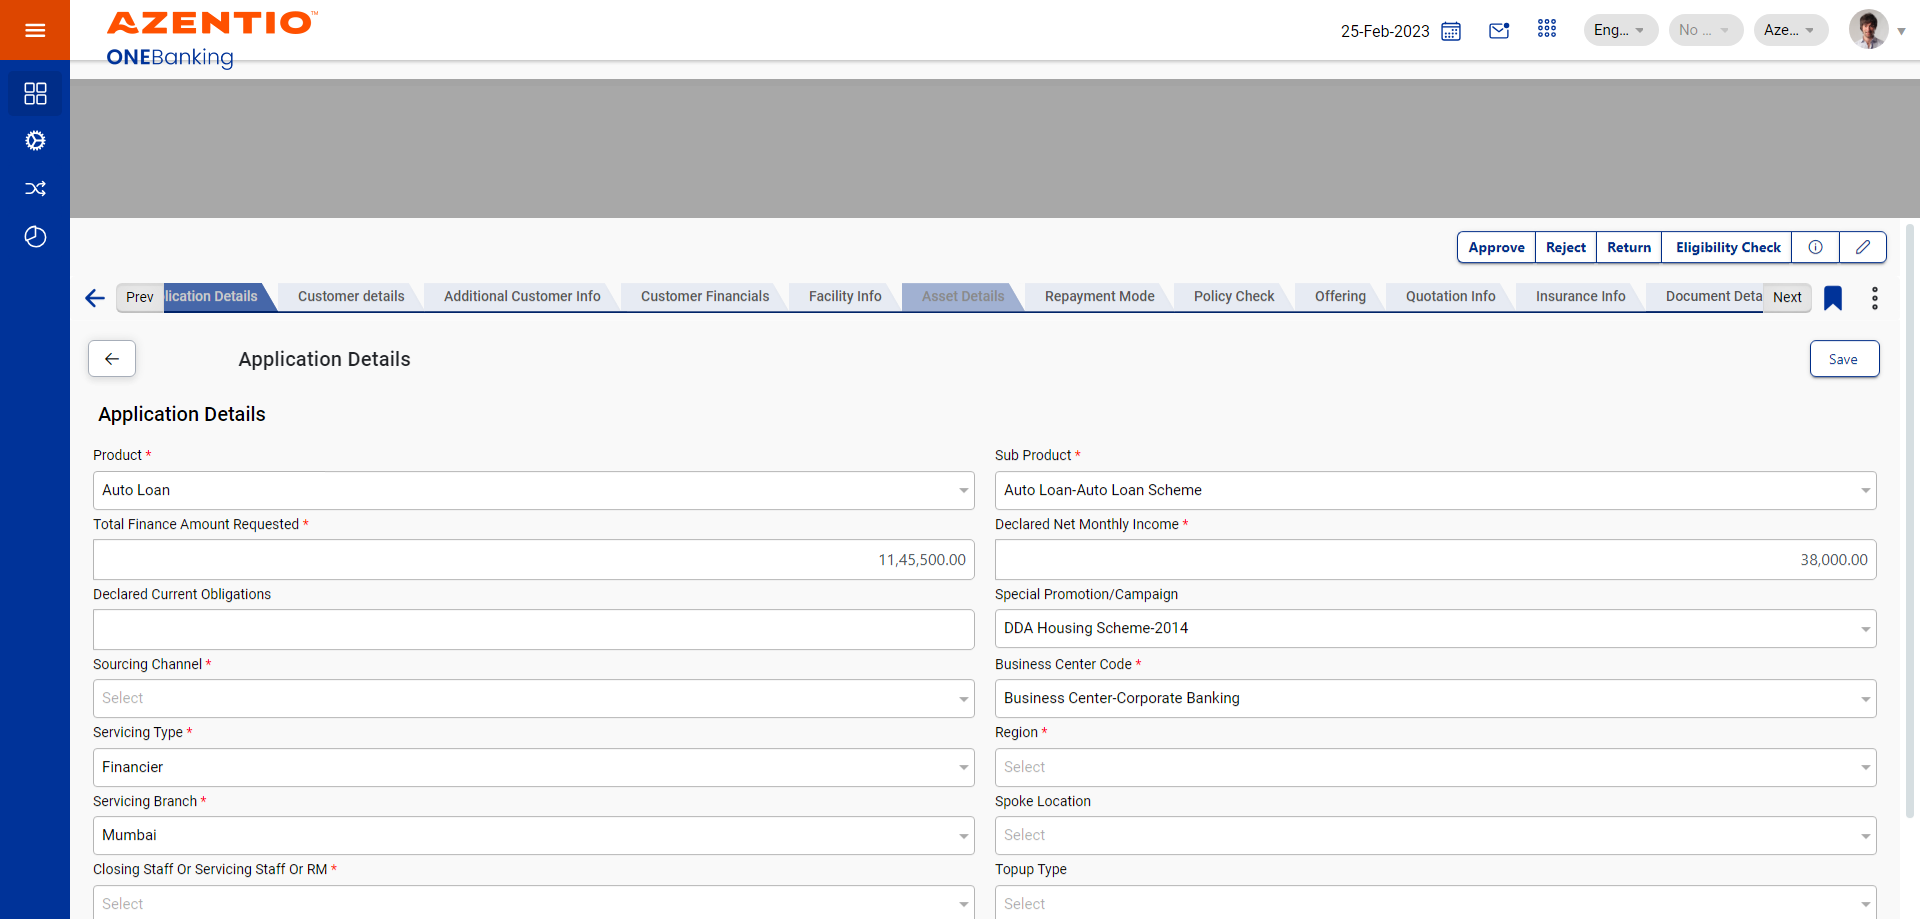 AZENTIO™
ONEBanking
25-Feb-2023
Eng...
No ...
Aze...
Approve
Reject
Return
Eligibility Check
Prev
lication Details
Customer details
Additional Customer Info
Customer Financials
Facility Info
Asset Details
Repayment Mode
Policy Check
Offering
Quotation Info
Insurance Info
Document Deta
Next
Application Details
Save
Application Details
Product *
Sub Product *
Auto Loan
Auto Loan-Auto Loan Scheme
Total Finance Amount Requested *
Declared Net Monthly Income *
11,45,500.00
38,000.00
Declared Current Obligations
Special Promotion/Campaign
DDA Housing Scheme-2014
Sourcing Channel *
Business Center Code *
Select
Business Center-Corporate Banking
Servicing Type *
Region *
Financier
Select
Servicing Branch *
Spoke Location
Mumbai
Select
Closing Staff Or Servicing Staff Or RM *
Topup Type
Select
Select